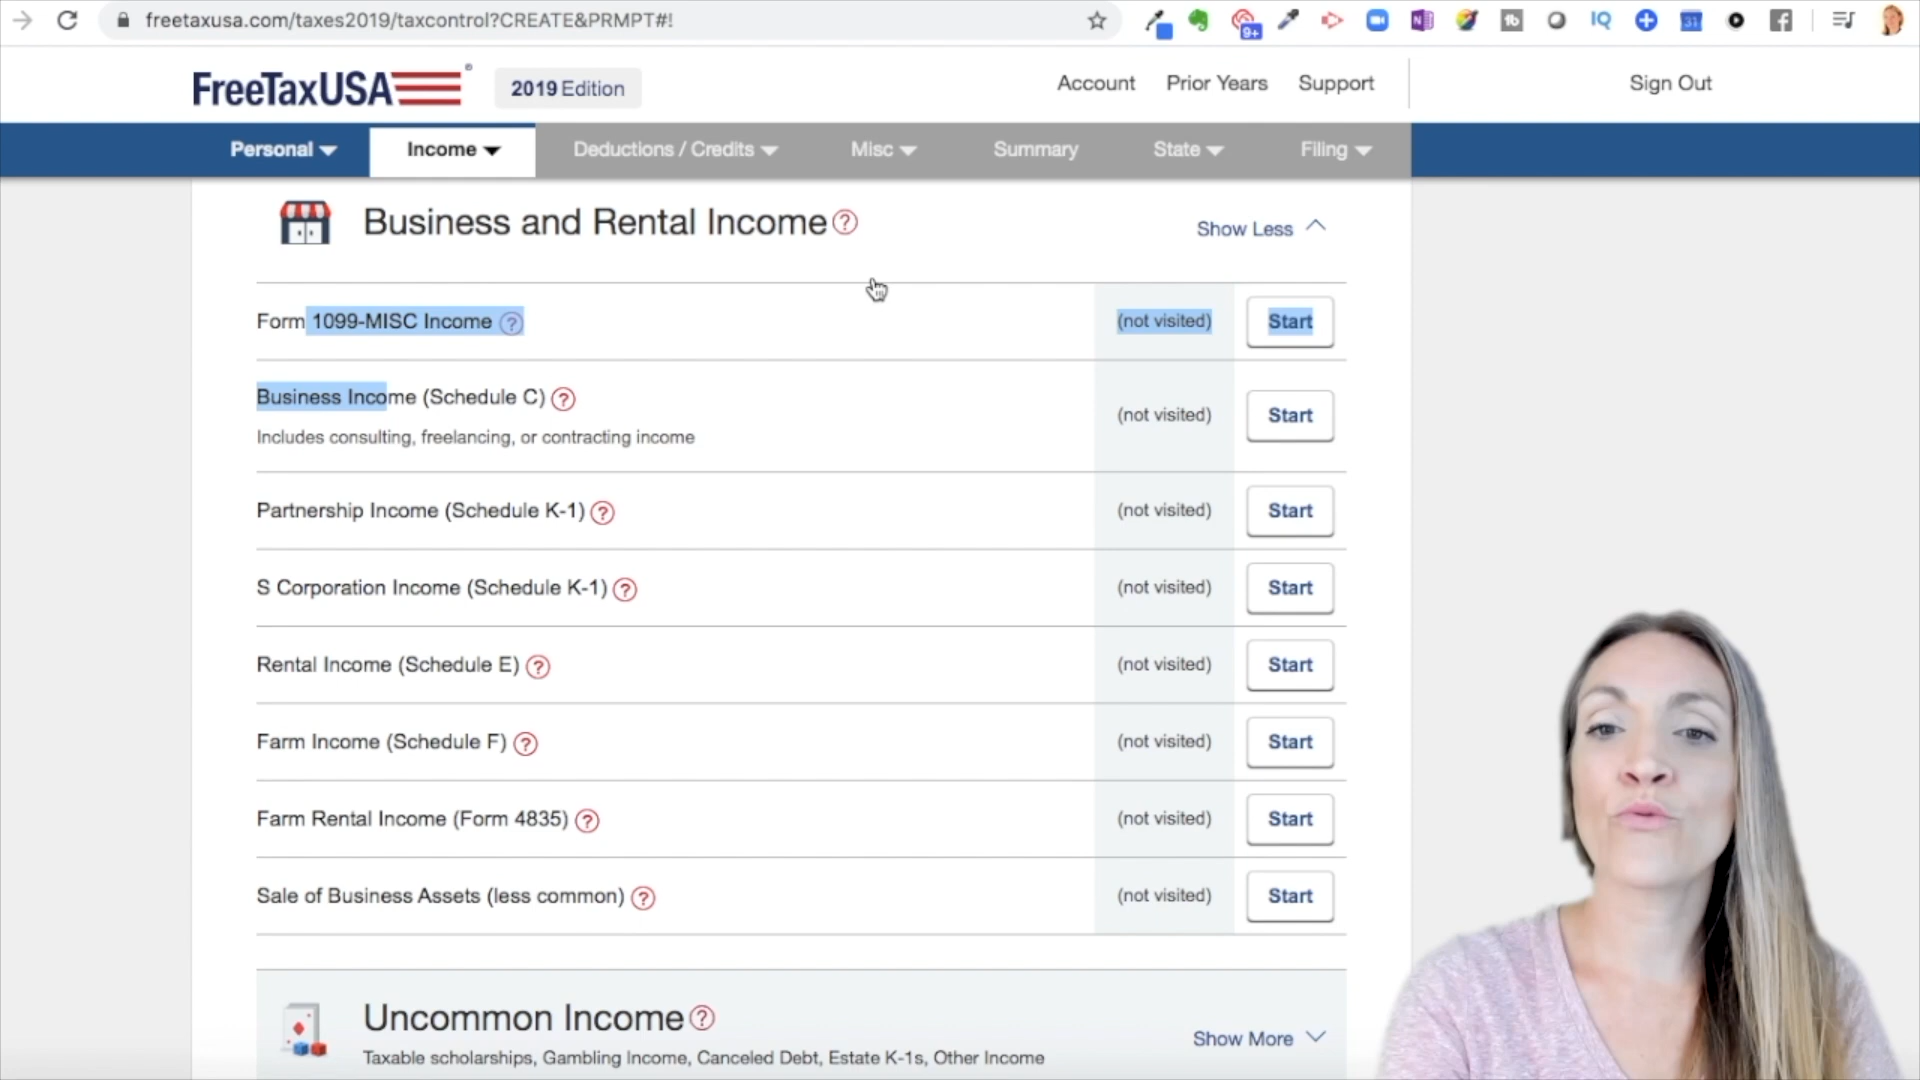 freetaxusa.com/taxes2019/taxcontrol?CREATE&PRMPT#!
9+
N
tb
IQ
31
FreeTaxUSA®
2019 Edition
Account
Prior Years
Support
Sign Out
Personal
Income
Deductions / Credits
Misc
Summary
State
Filing
Business and Rental Income ?
Show Less
Form 1099-MISC Income ?
(not visited)
Start
Business Income (Schedule C) ?
Includes consulting, freelancing, or contracting income
(not visited)
Start
Partnership Income (Schedule K-1) ?
(not visited)
Start
S Corporation Income (Schedule K-1) ?
(not visited)
Start
Rental Income (Schedule E) ?
(not visited)
Start
Farm Income (Schedule F) ?
(not visited)
Start
Farm Rental Income (Form 4835) ?
(not visited)
Start
Sale of Business Assets (less common) ?
(not visited)
Start
Uncommon Income ?
Taxable scholarships, Gambling Income, Canceled Debt, Estate K-1s, Other Income
Show More